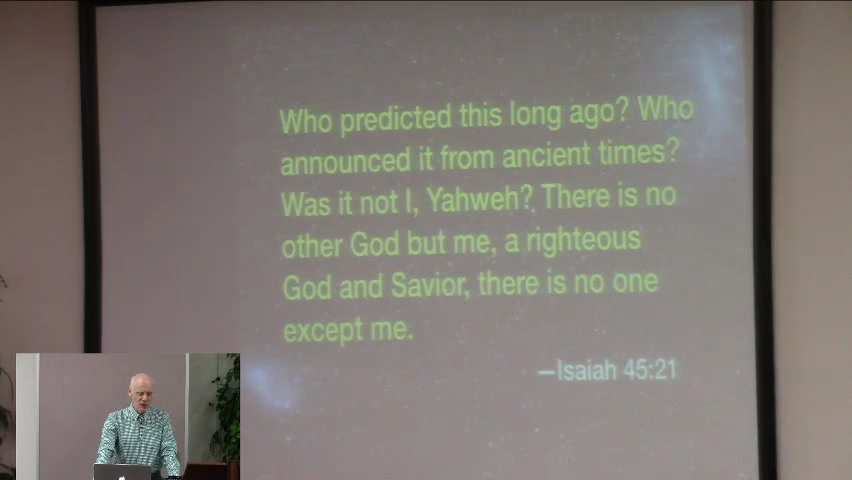 Who predicted this long ago? Who
announced it from ancient times?
Was it not I, Yahweh? There is no
other God but me, a righteous
God and Savior, there is no one
except me.
—Isaiah 45:21